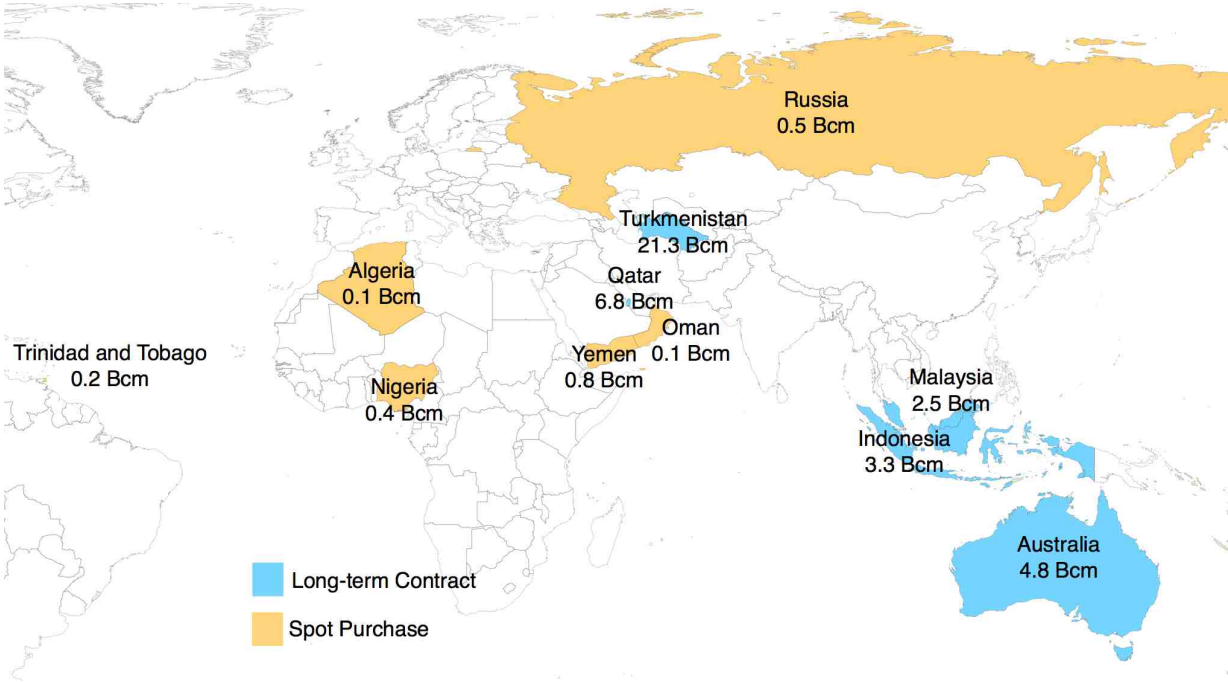 Russia
0.5 Bcm
Turkmenistan
21.3 Bcm
Algeria
0.1 Bcm
Qatar
6.8 Bcm
Oman
0.1 Bcm
Trinidad and Tobago
0.2 Bcm
Yemen
0.8 Bcm
Nigeria
0.4 Bcm
Malaysia
2.5 Bcm
Indonesia
3.3 Bcm
Australia
4.8 Bcm
Long-term Contract
Spot Purchase